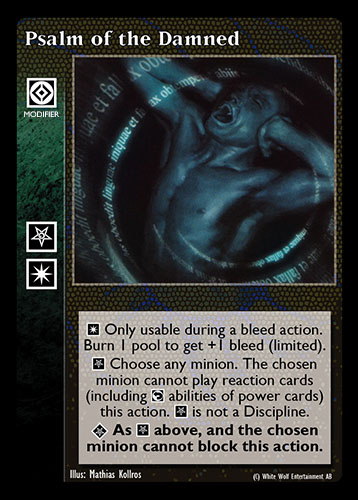 Psalm of the Damned
MODIFIER
Only usable during a bleed action.
Burn 1 pool to get +1 bleed (limited).
Choose any minion. The chosen
minion cannot play reaction cards
(including abilities of power cards)
this action. is not a Discipline.
As above, and the chosen
minion cannot block this action.
Illus: Mathias Kollros
(C) White Wolf Entertainment AB